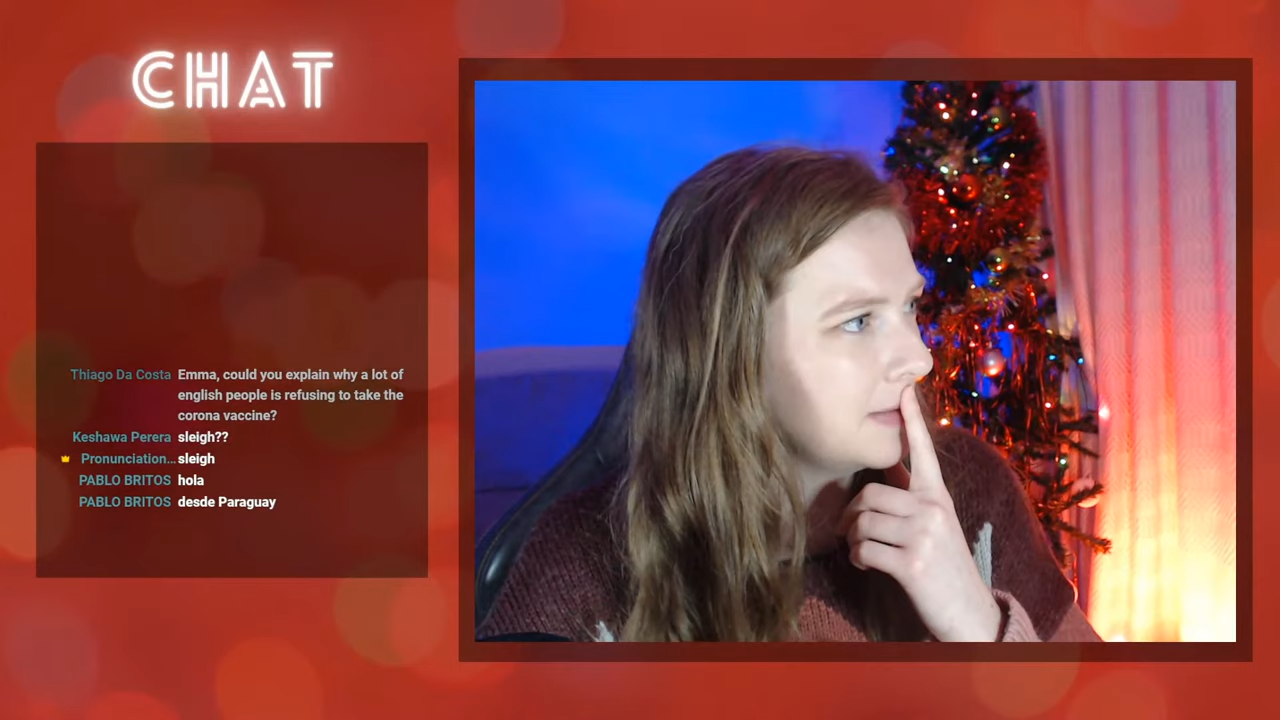 CHAT
Thiago Da Costa Emma, could you explain why a lot of
english people is refusing to take the
corona vaccine?
Keshawa Perera sleigh??
Pronunciation... sleigh
PABLO BRITOS hola
PABLO BRITOS desde Paraguay